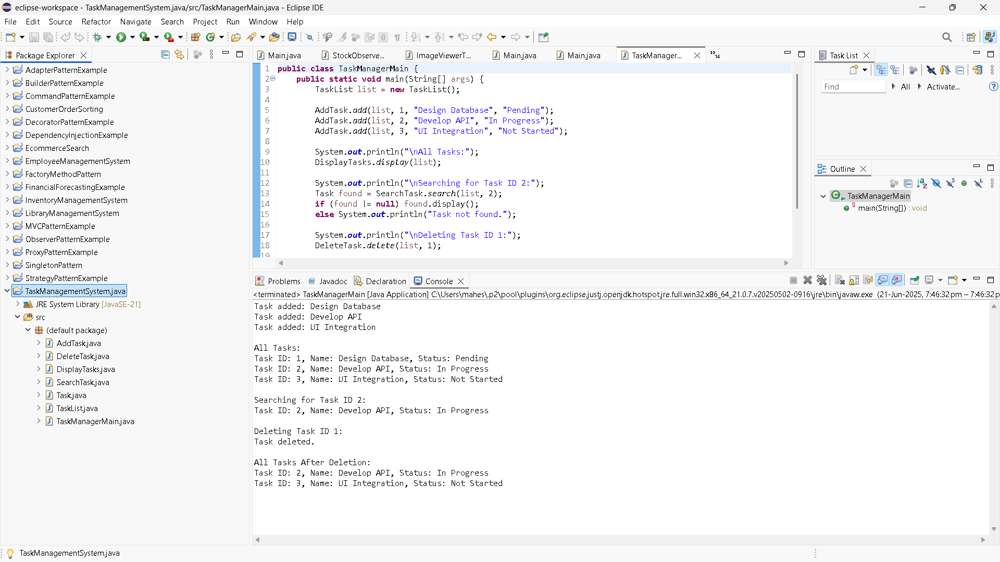 eclipse-workspace - TaskManagementSystem.java/src/TaskManagerMain.java - Eclipse IDE
File Edit Source Refactor Navigate Search Project Run Window Help
Package Explorer
AdapterPatternExample
BuilderPatternExample
CommandPatternExample
CustomerOrderSorting
DecoratorPatternExample
DependencyInjectionExample
EcommerceSearch
EmployeeManagementSystem
FactoryMethodPattern
FinancialForecastingExample
InventoryManagementSystem
LibraryManagementSystem
MVCPatternExample
ObserverPatternExample
ProxyPatternExample
SingletonPattern
StrategyPatternExample
TaskManagementSystem.java
JRE System Library [JavaSE-21]
src
(default package)
AddTask.java
DeleteTask.java
DisplayTasks.java
SearchTask.java
Task.java
TaskList.java
TaskManagerMain.java
Main.java StockObserve... ImageViewerT... Main.java Main.java TaskManager... »14
1 public class TaskManagerMain {
2 public static void main(String[] args) {
3 TaskList list = new TaskList();
4
5 AddTask.add(list, 1, "Design Database", "Pending");
6 AddTask.add(list, 2, "Develop API", "In Progress");
7 AddTask.add(list, 3, "UI Integration", "Not Started");
8
9 System.out.println("\nAll Tasks:");
10 DisplayTasks.display(list);
11
12 System.out.println("\nSearching for Task ID 2:");
13 Task found = SearchTask.search(list, 2);
14 if (found != null) found.display();
15 else System.out.println("Task not found.");
16
17 System.out.println("\nDeleting Task ID 1:");
18 DeleteTask.delete(list, 1);
19
Task List
Find All Activate...
Outline
TaskManagerMain
main(String[]) : void
Problems Javadoc Declaration Console
<terminated> TaskManagerMain [Java Application] C:\Users\mahes\.p2\pool\plugins\org.eclipse.justj.openjdk.hotspot.jre.full.win32.x86_64_21.0.7.v20250502-0916\jre\bin\javaw.exe (21-Jun-2025, 7:46:32 pm – 7:46:32 p
Task added: Design Database
Task added: Develop API
Task added: UI Integration
All Tasks:
Task ID: 1, Name: Design Database, Status: Pending
Task ID: 2, Name: Develop API, Status: In Progress
Task ID: 3, Name: UI Integration, Status: Not Started
Searching for Task ID 2:
Task ID: 2, Name: Develop API, Status: In Progress
Deleting Task ID 1:
Task deleted.
All Tasks After Deletion:
Task ID: 2, Name: Develop API, Status: In Progress
Task ID: 3, Name: UI Integration, Status: Not Started
TaskManagementSystem.java